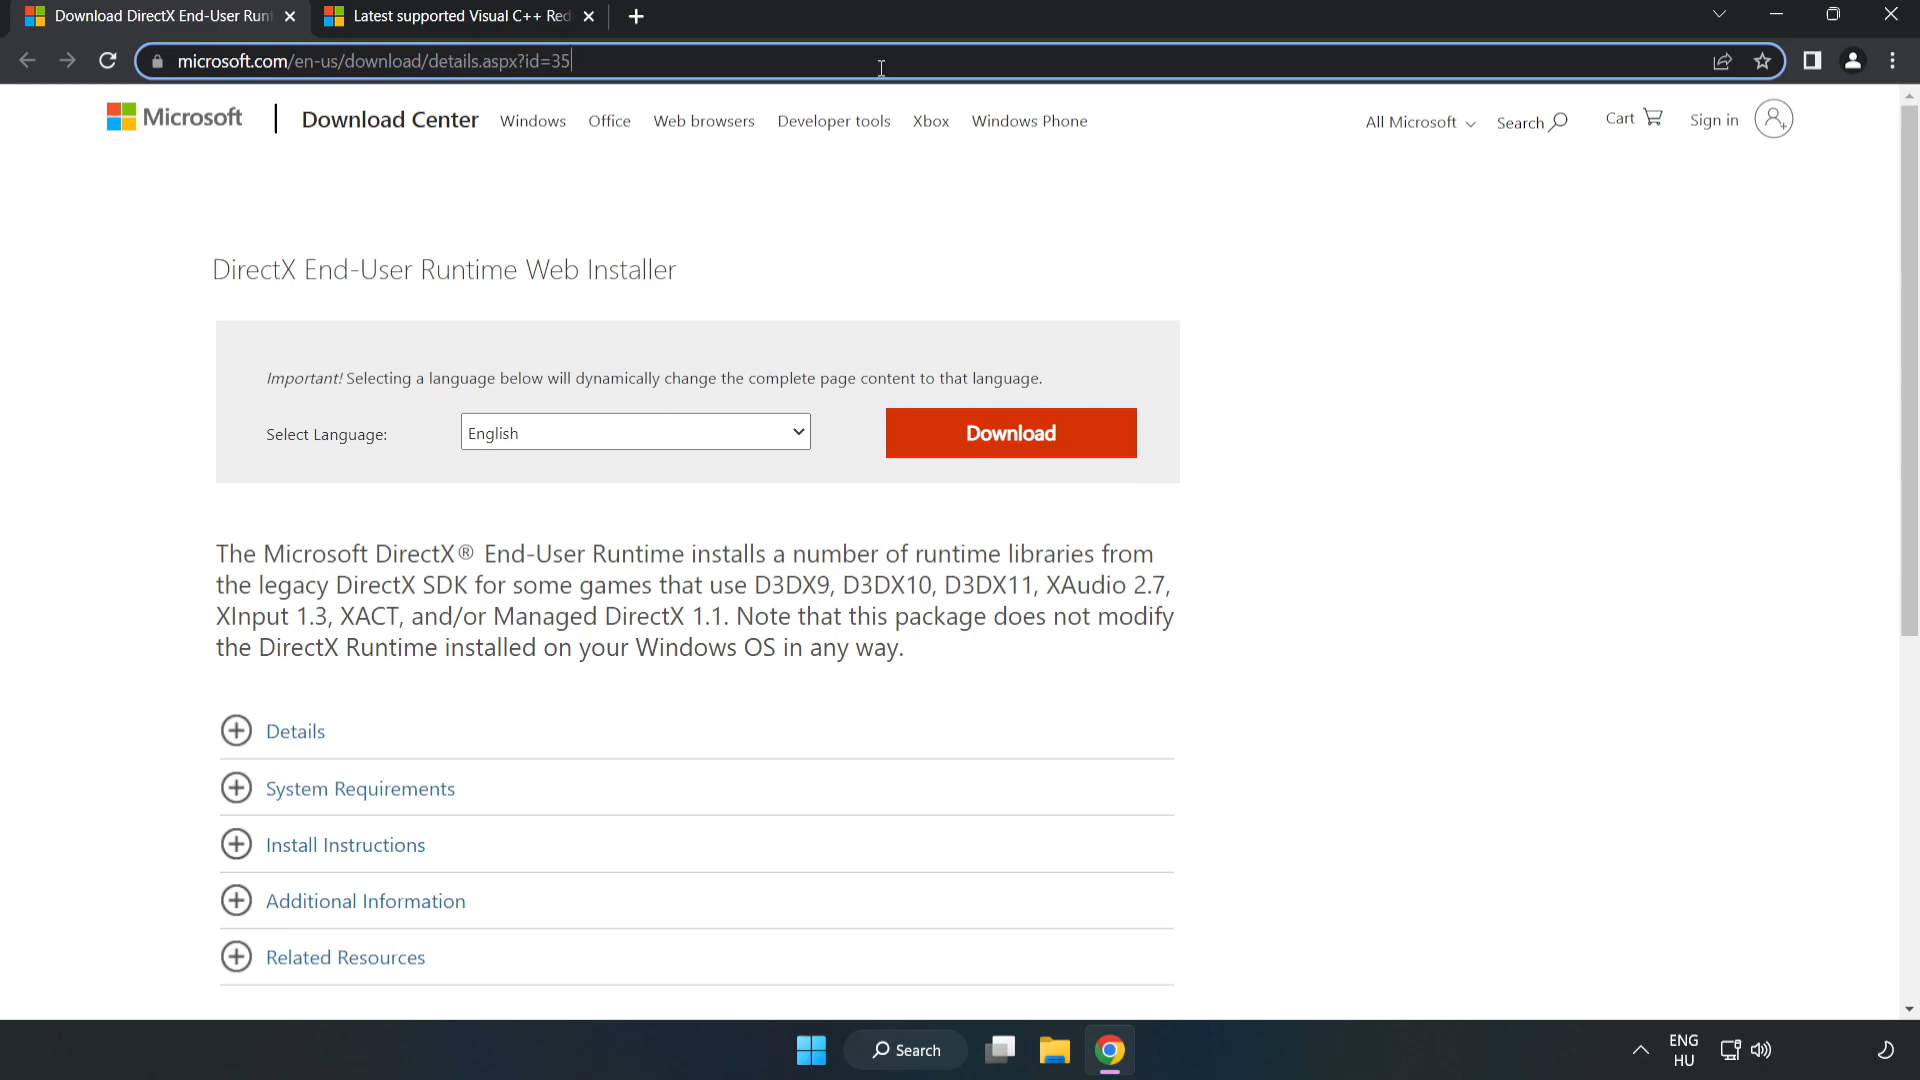 Download DirectX End-User Runt
Latest supported Visual C++ Red
microsoft.com/en-us/download/details.aspx?id=35
Microsoft
Download Center
Windows
Office
Web browsers
Developer tools
Xbox
Windows Phone
All Microsoft
Search
Cart
Sign in
DirectX End-User Runtime Web Installer
Important! Selecting a language below will dynamically change the complete page content to that language.
Select Language:
English
Download
The Microsoft DirectX® End-User Runtime installs a number of runtime libraries from
the legacy DirectX SDK for some games that use D3DX9, D3DX10, D3DX11, XAudio 2.7,
XInput 1.3, XACT, and/or Managed DirectX 1.1. Note that this package does not modify
the DirectX Runtime installed on your Windows OS in any way.
Details
System Requirements
Install Instructions
Additional Information
Related Resources
Search
ENG
HU